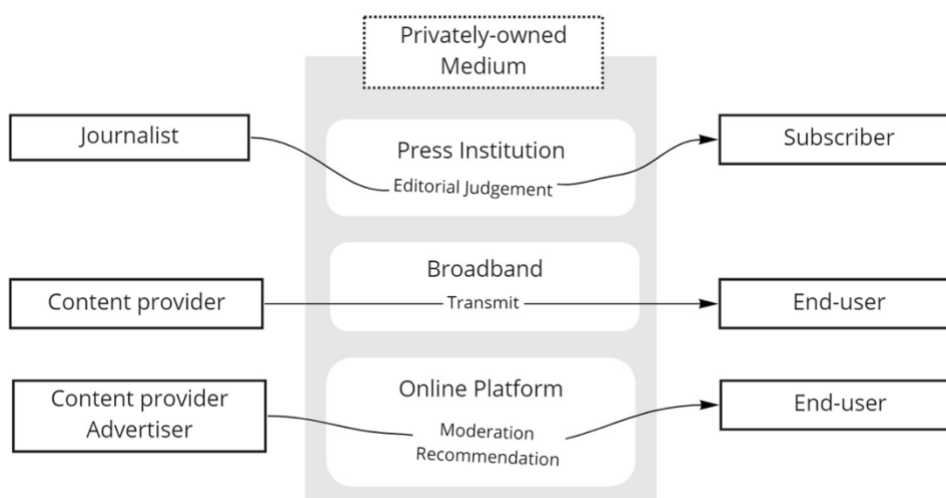 Privately-owned
Medium
Journalist
Press Institution
Editorial Judgement
Subscriber
Content provider
Broadband
Transmit
End-user
Content provider
Advertiser
Online Platform
Moderation
Recommendation
End-user